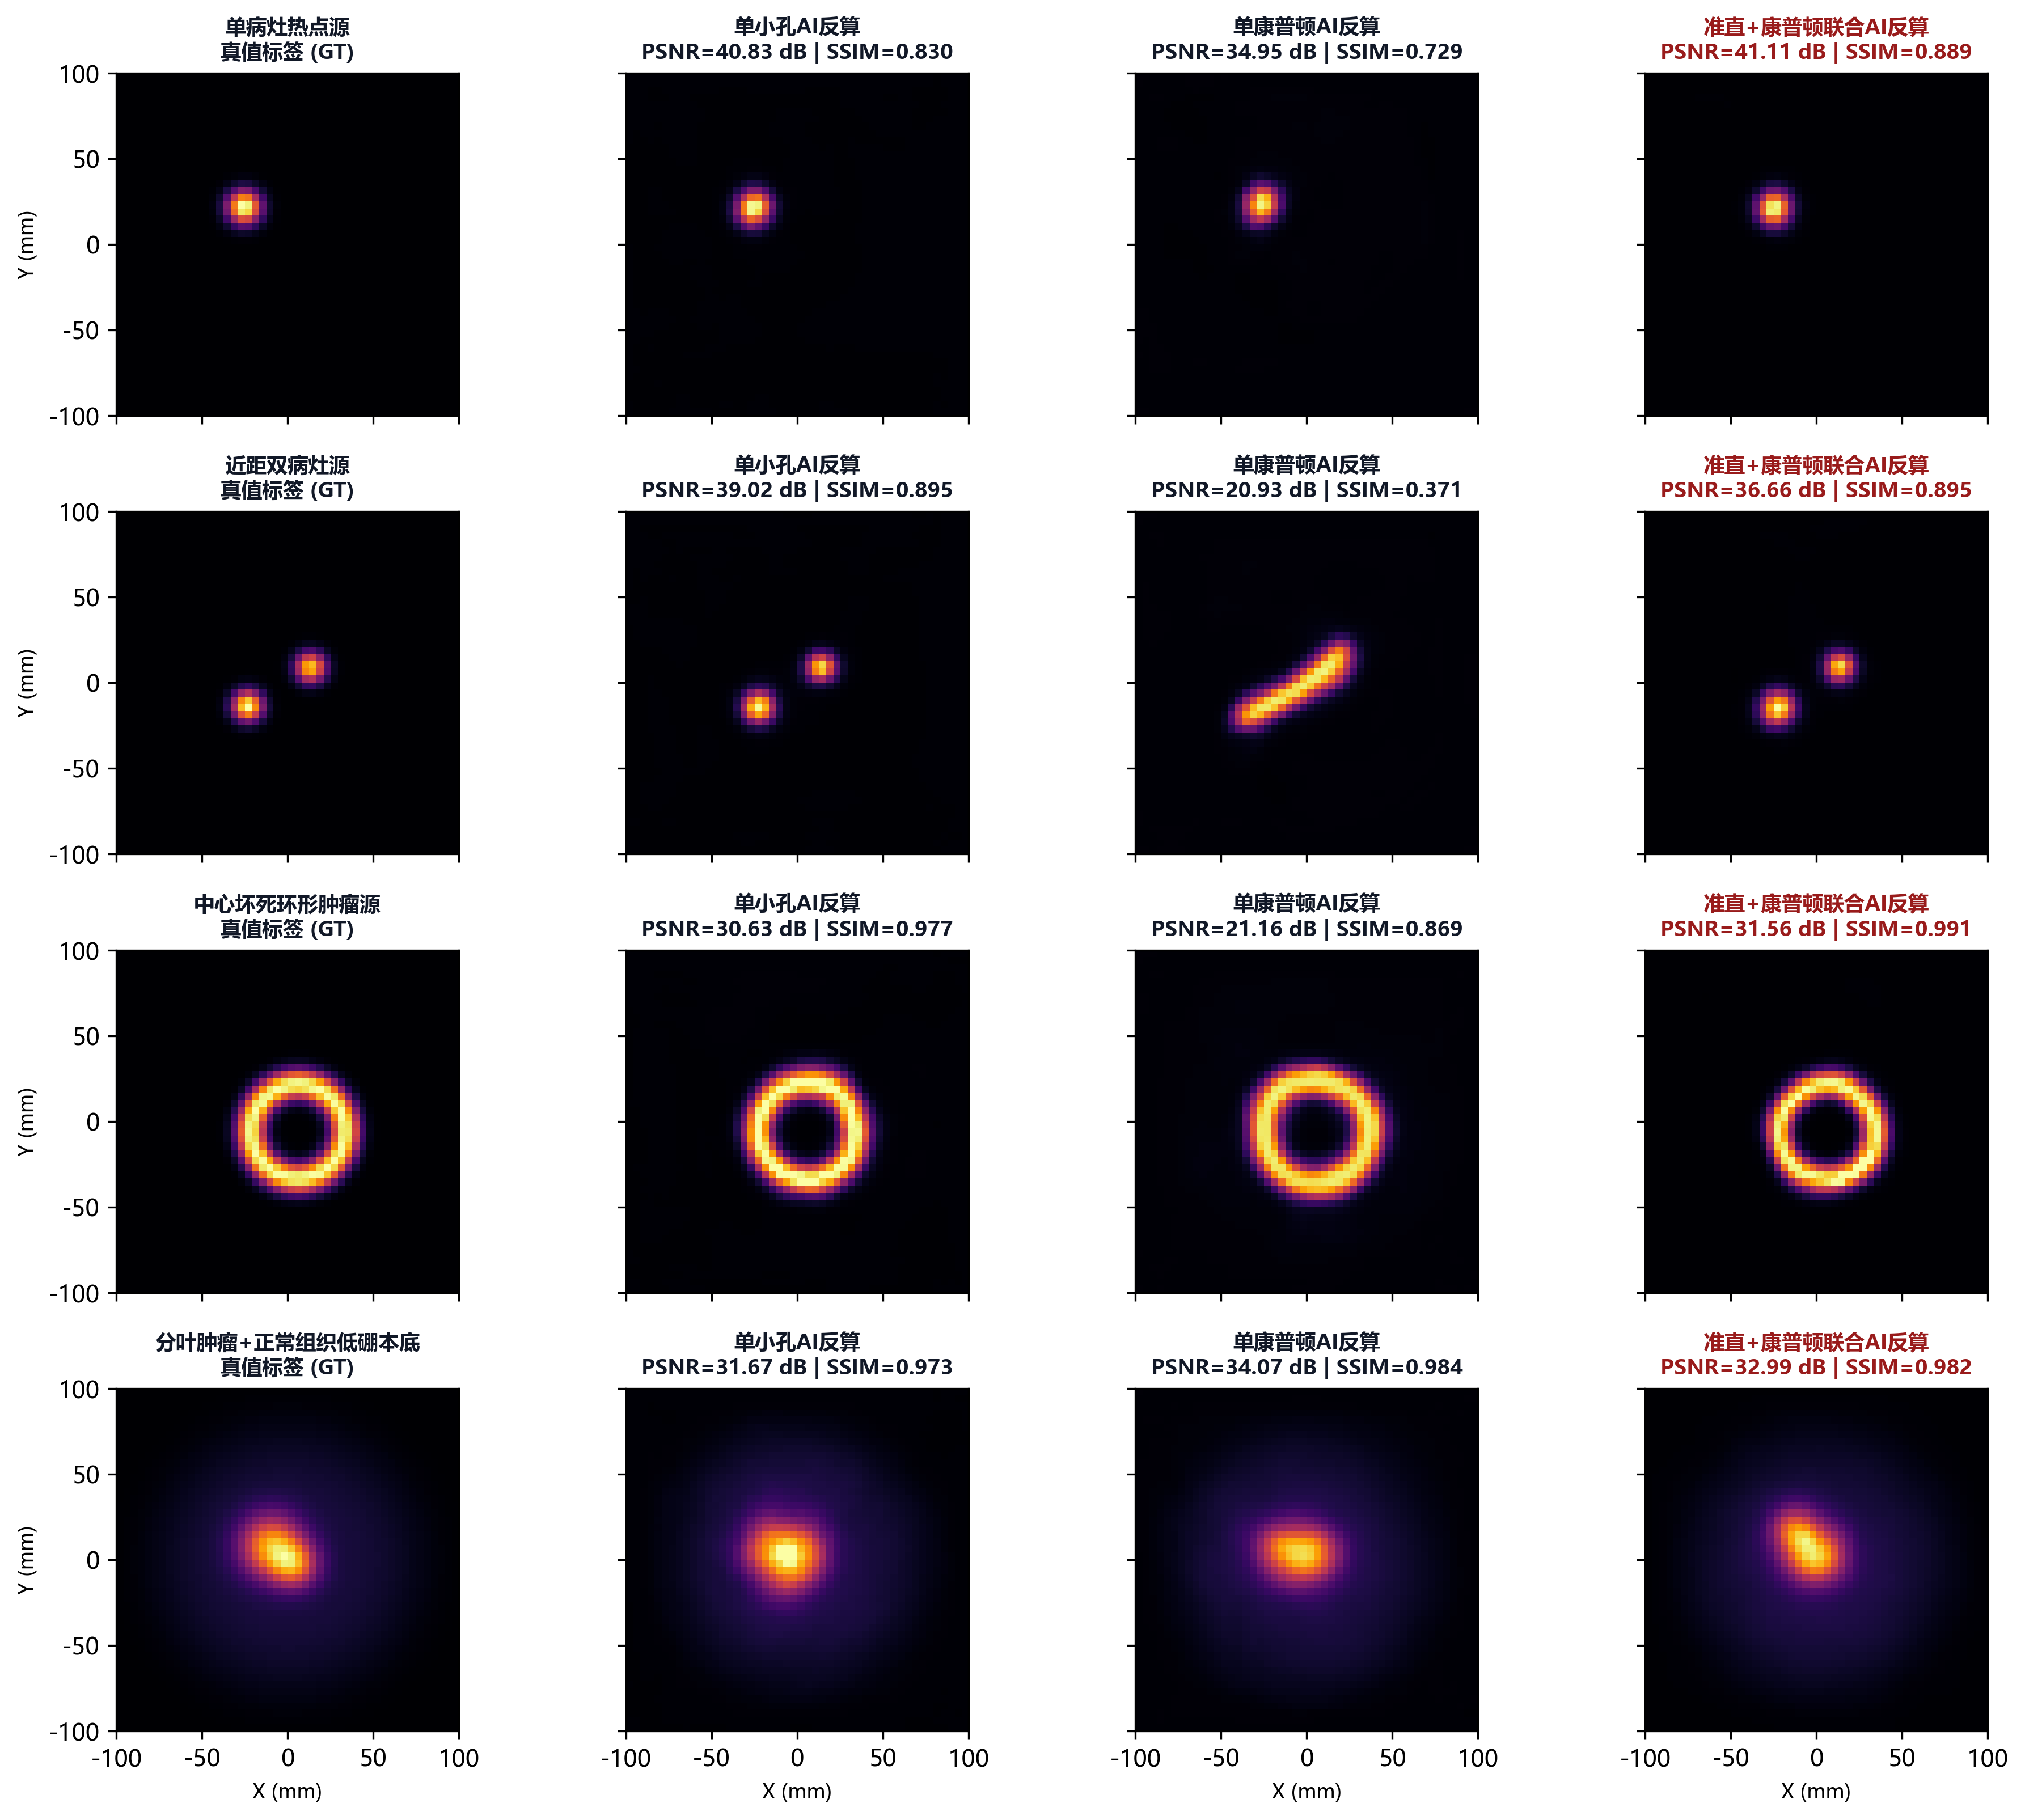 单病灶热点源
真值标签 (GT)
单小孔AI反算
PSNR=40.83 dB | SSIM=0.830
单康普顿AI反算
PSNR=34.95 dB | SSIM=0.729
准直+康普顿联合AI反算
PSNR=41.11 dB | SSIM=0.889
100
50
0
-50
-100
Y (mm)
近距双病灶源
真值标签 (GT)
单小孔AI反算
PSNR=39.02 dB | SSIM=0.895
单康普顿AI反算
PSNR=20.93 dB | SSIM=0.371
准直+康普顿联合AI反算
PSNR=36.66 dB | SSIM=0.895
100
50
0
-50
-100
Y (mm)
中心坏死环形肿瘤源
真值标签 (GT)
单小孔AI反算
PSNR=30.63 dB | SSIM=0.977
单康普顿AI反算
PSNR=21.16 dB | SSIM=0.869
准直+康普顿联合AI反算
PSNR=31.56 dB | SSIM=0.991
100
50
0
-50
-100
Y (mm)
分叶肿瘤+正常组织低硼本底
真值标签 (GT)
单小孔AI反算
PSNR=31.67 dB | SSIM=0.973
单康普顿AI反算
PSNR=34.07 dB | SSIM=0.984
准直+康普顿联合AI反算
PSNR=32.99 dB | SSIM=0.982
100
50
0
-50
-100
Y (mm)
-100 -50 0 50 100
X (mm)
-100 -50 0 50 100
X (mm)
-100 -50 0 50 100
X (mm)
-100 -50 0 50 100
X (mm)